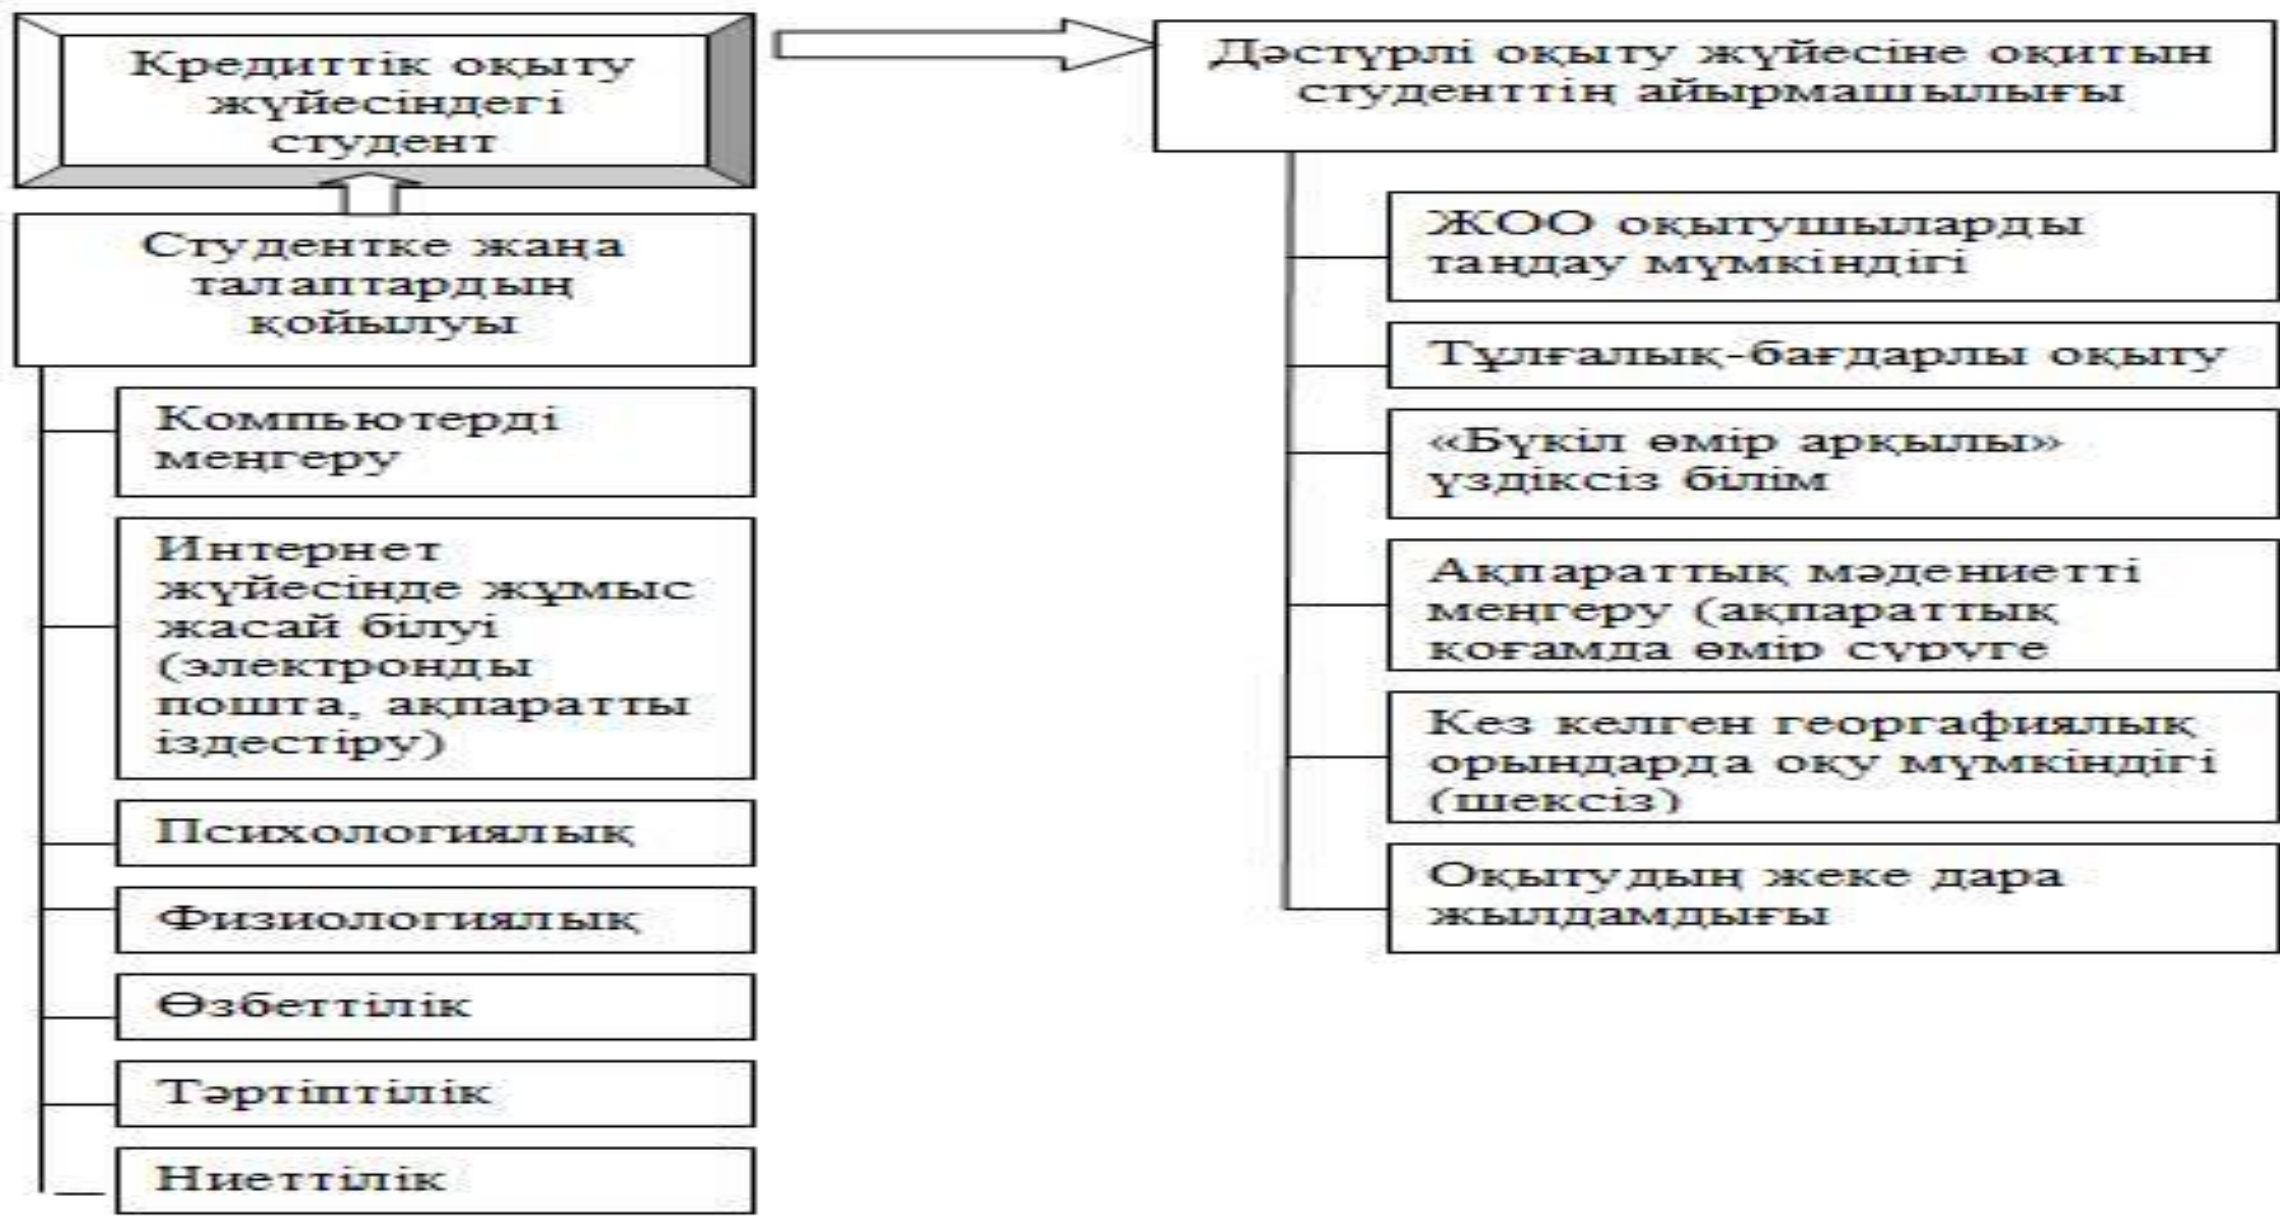 Кредиттік оқыту
жүйесіндегі
студент
Студентке жаңа
талаптардың
қойылуы
Компьютерді
меңгеру
Интернет
жүйесінде жұмыс
жасай білуі
(электронды
пошта, ақпаратты
іздестіру)
Психологиялық
Физиологиялық
Өзбеттілік
Тәртіптілік
Ниеттілік
Дәстүрлі оқыту жүйесіне оқитын
студенттің айырмашылығы
ЖОО оқытушыларды
таңдау мүмкіндігі
Тұлғалық-бағдарлы оқыту
«Бүкіл өмір арқылы»
үздіксіз білім
Ақпараттық мәдениетті
меңгеру (ақпараттық
қоғамда өмір сүруге
Кез келген георгафиялық
орындарда оқу мүмкіндігі
(шексіз)
Оқытудың жеке дара
жылдамдығы